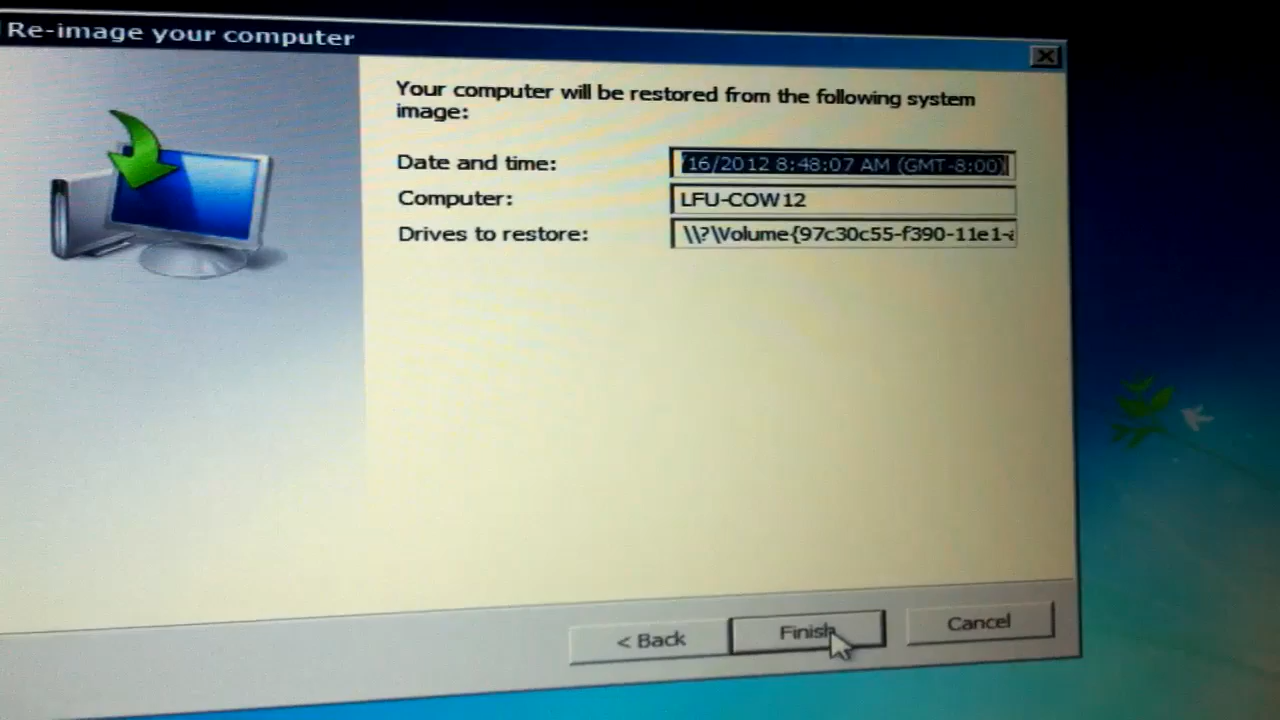 Re-image your computer
Your computer will be restored from the following system
image:
Date and time: /16/2012 8:48:07 AM (GMT-8:00)
Computer: LFU-COW12
Drives to restore: \\?\Volume{97c30c55-f390-11e1-
< Back Finish Cancel